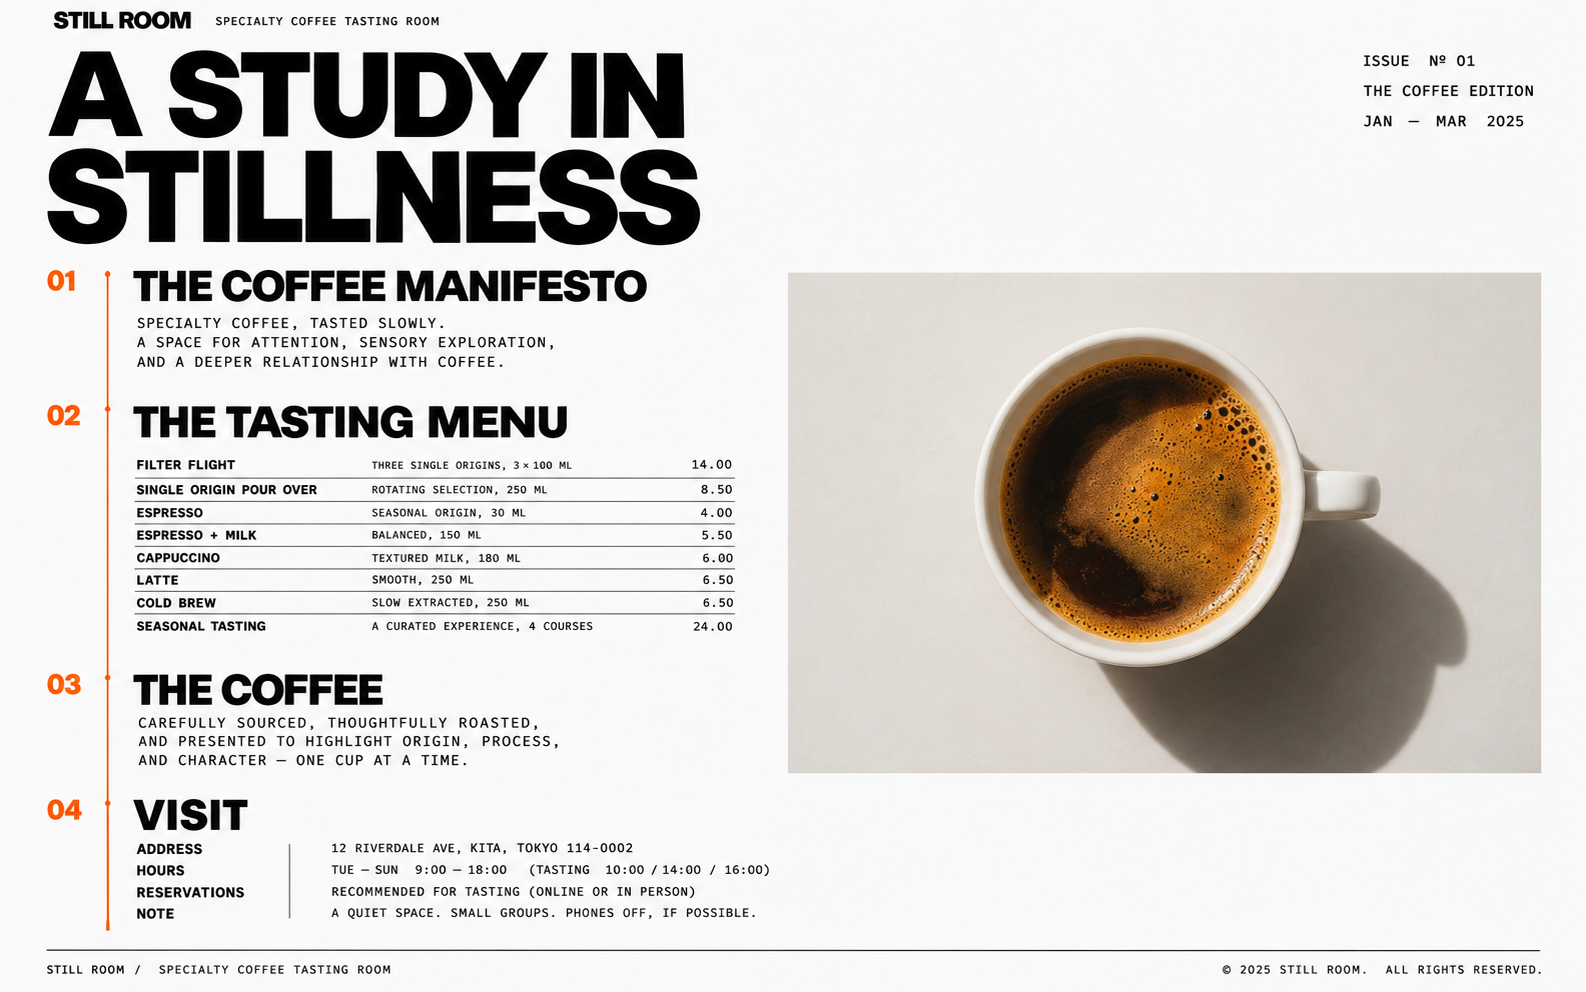 STILL ROOM SPECIALTY COFFEE TASTING ROOM
A STUDY IN
STILLNESS
ISSUE Nº 01
THE COFFEE EDITION
JAN — MAR 2025
01 THE COFFEE MANIFESTO
SPECIALTY COFFEE, TASTED SLOWLY.
A SPACE FOR ATTENTION, SENSORY EXPLORATION,
AND A DEEPER RELATIONSHIP WITH COFFEE.
02 THE TASTING MENU
FILTER FLIGHT THREE SINGLE ORIGINS, 3 × 100 ML 14.00
SINGLE ORIGIN POUR OVER ROTATING SELECTION, 250 ML 8.50
ESPRESSO SEASONAL ORIGIN, 30 ML 4.00
ESPRESSO + MILK BALANCED, 150 ML 5.50
CAPPUCCINO TEXTURED MILK, 180 ML 6.00
LATTE SMOOTH, 250 ML 6.50
COLD BREW SLOW EXTRACTED, 250 ML 6.50
SEASONAL TASTING A CURATED EXPERIENCE, 4 COURSES 24.00
03 THE COFFEE
CAREFULLY SOURCED, THOUGHTFULLY ROASTED,
AND PRESENTED TO HIGHLIGHT ORIGIN, PROCESS,
AND CHARACTER — ONE CUP AT A TIME.
04 VISIT
ADDRESS 12 RIVERDALE AVE, KITA, TOKYO 114-0002
HOURS TUE — SUN 9:00 — 18:00 (TASTING 10:00 / 14:00 / 16:00)
RESERVATIONS RECOMMENDED FOR TASTING (ONLINE OR IN PERSON)
NOTE A QUIET SPACE. SMALL GROUPS. PHONES OFF, IF POSSIBLE.
STILL ROOM / SPECIALTY COFFEE TASTING ROOM
© 2025 STILL ROOM. ALL RIGHTS RESERVED.